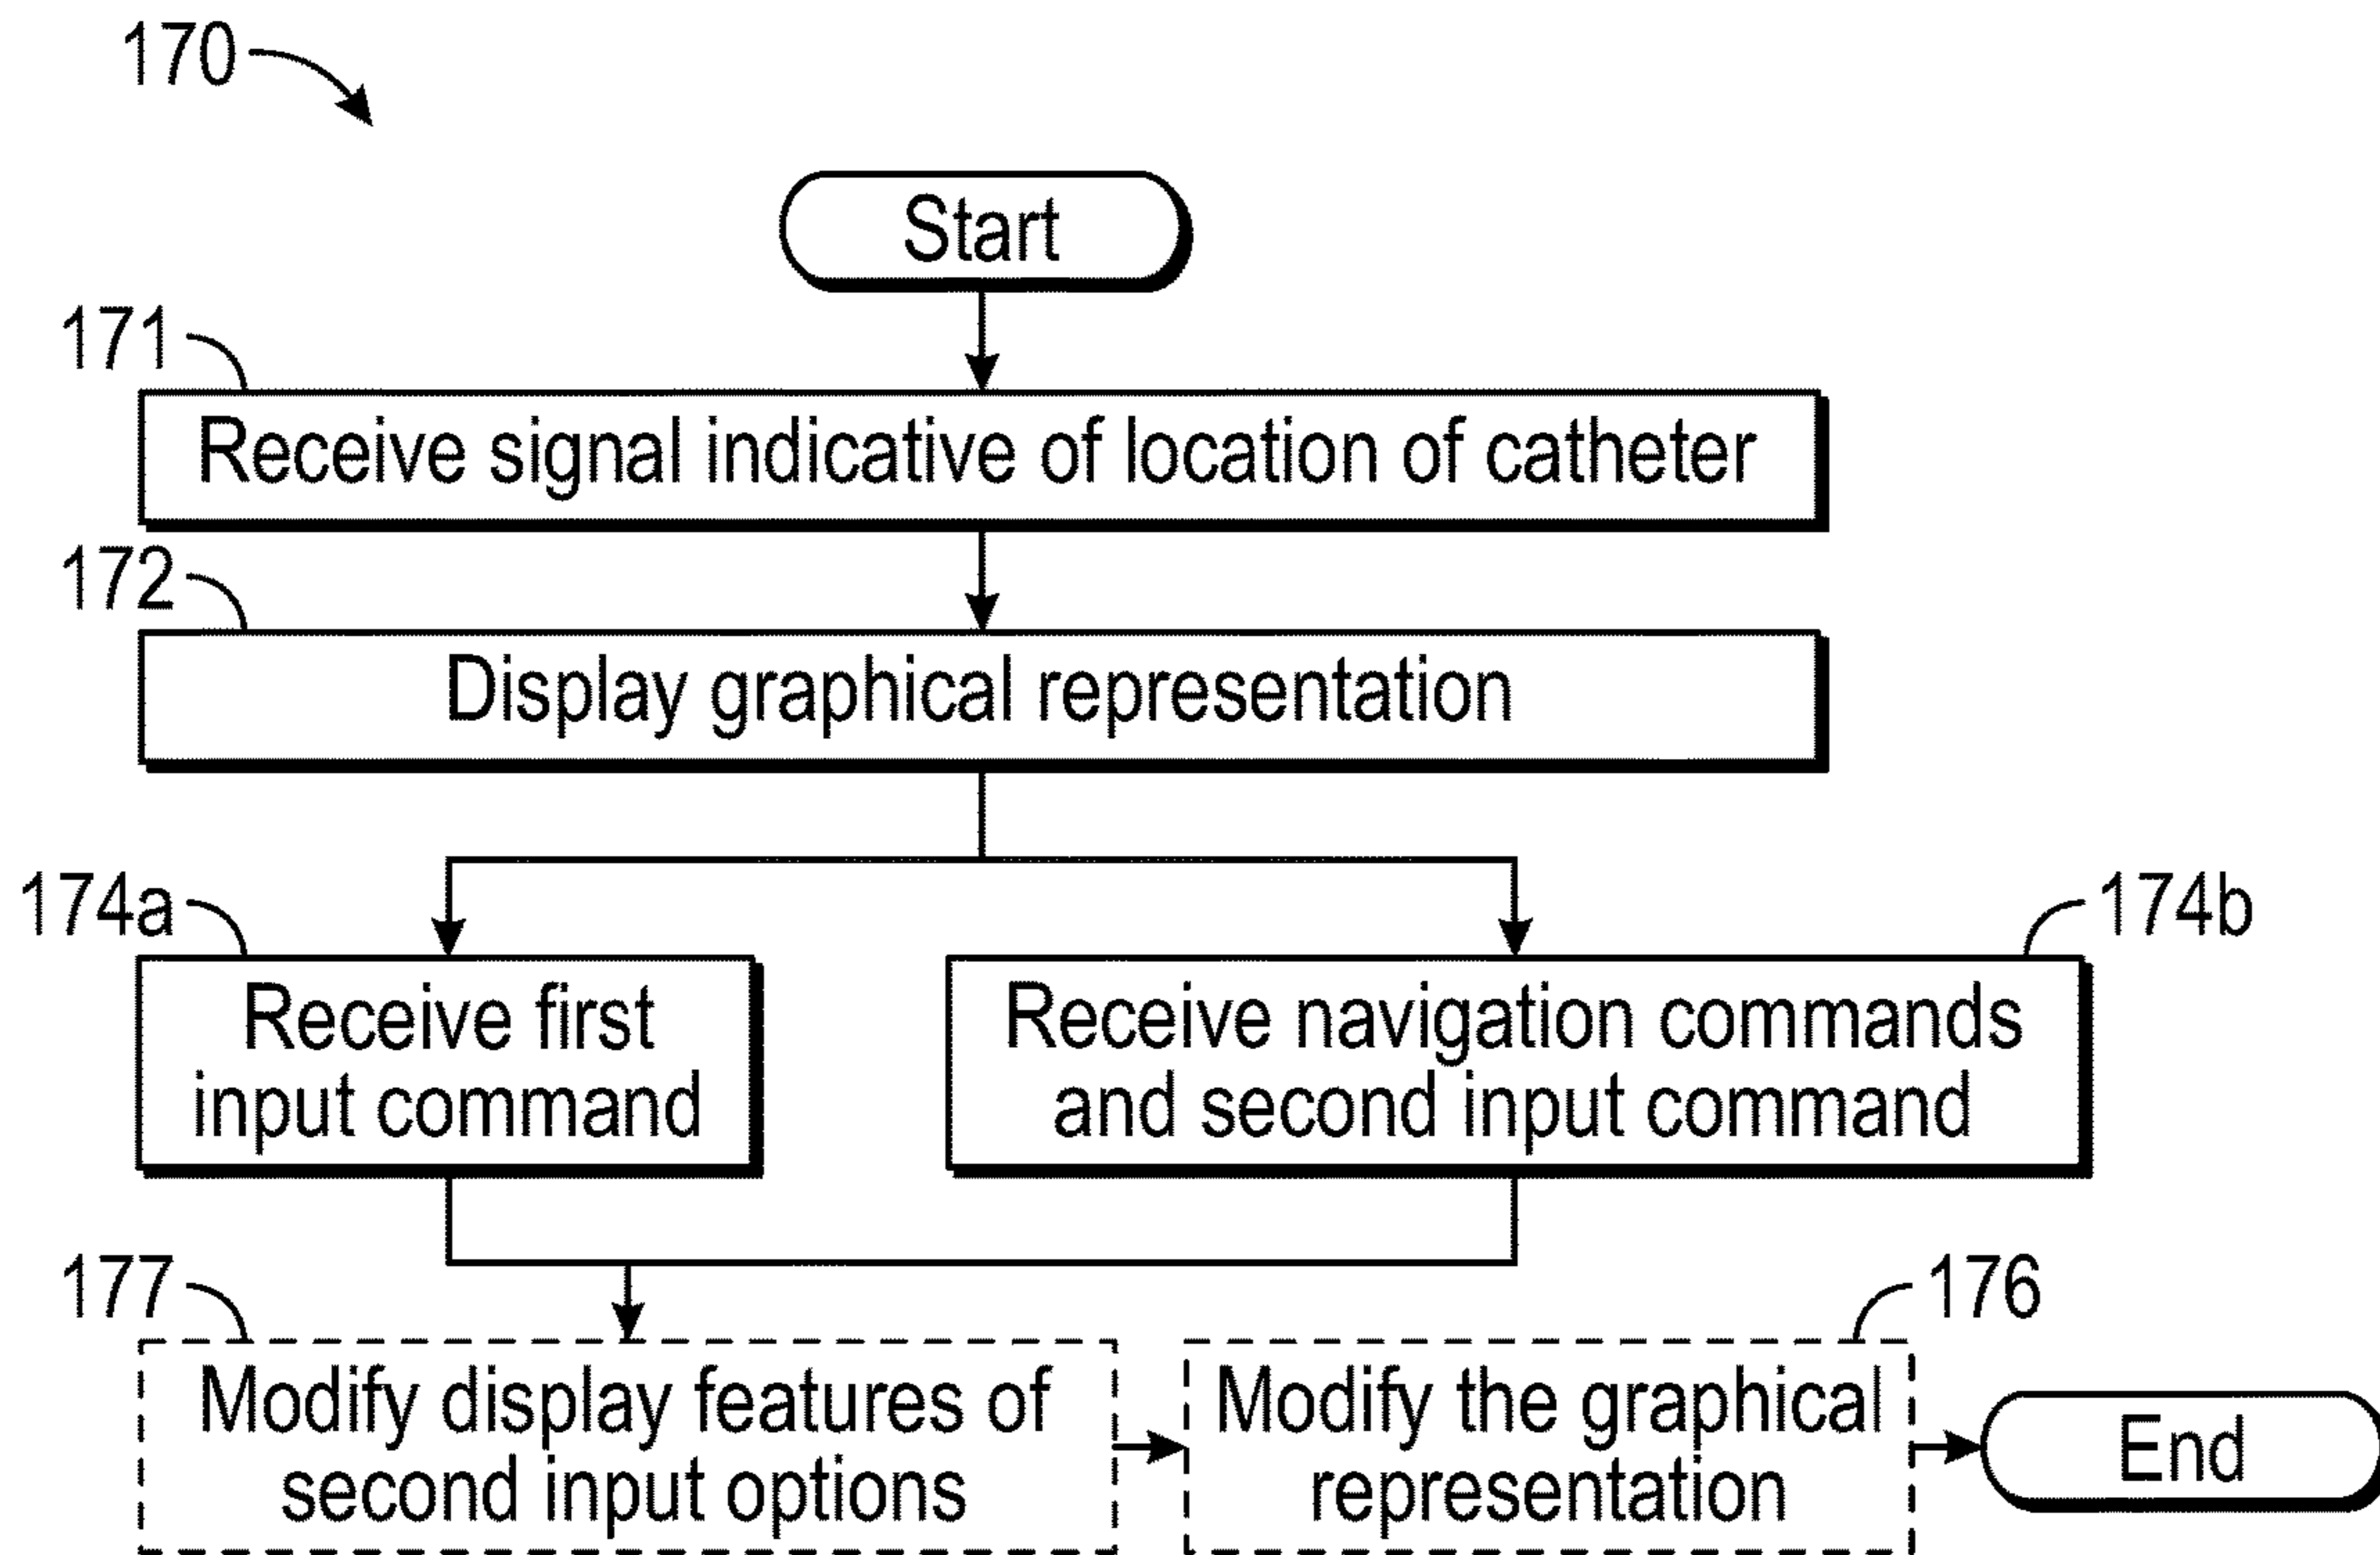 170
Start
171
Receive signal indicative of location of catheter
172
Display graphical representation
174a
174b
Receive first
input command
Receive navigation commands
and second input command
177
176
Modify display features of
second input options
Modify the graphical
representation
End